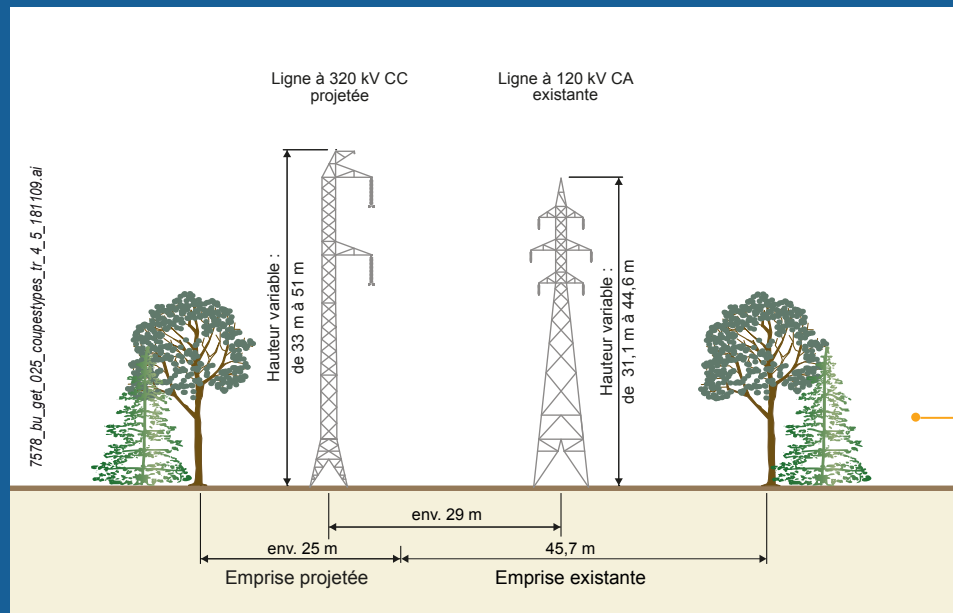 Ligne à 320 kV CC
projetée
Ligne à 120 kV CA
existante
7578_bu_get_025_coupestypes_tr_4_5_181109.ai
Hauteur variable :
de 33 m à 51 m
Hauteur variable :
de 31,1 m à 44,6 m
env. 29 m
env. 25 m
45,7 m
Emprise projetée
Emprise existante